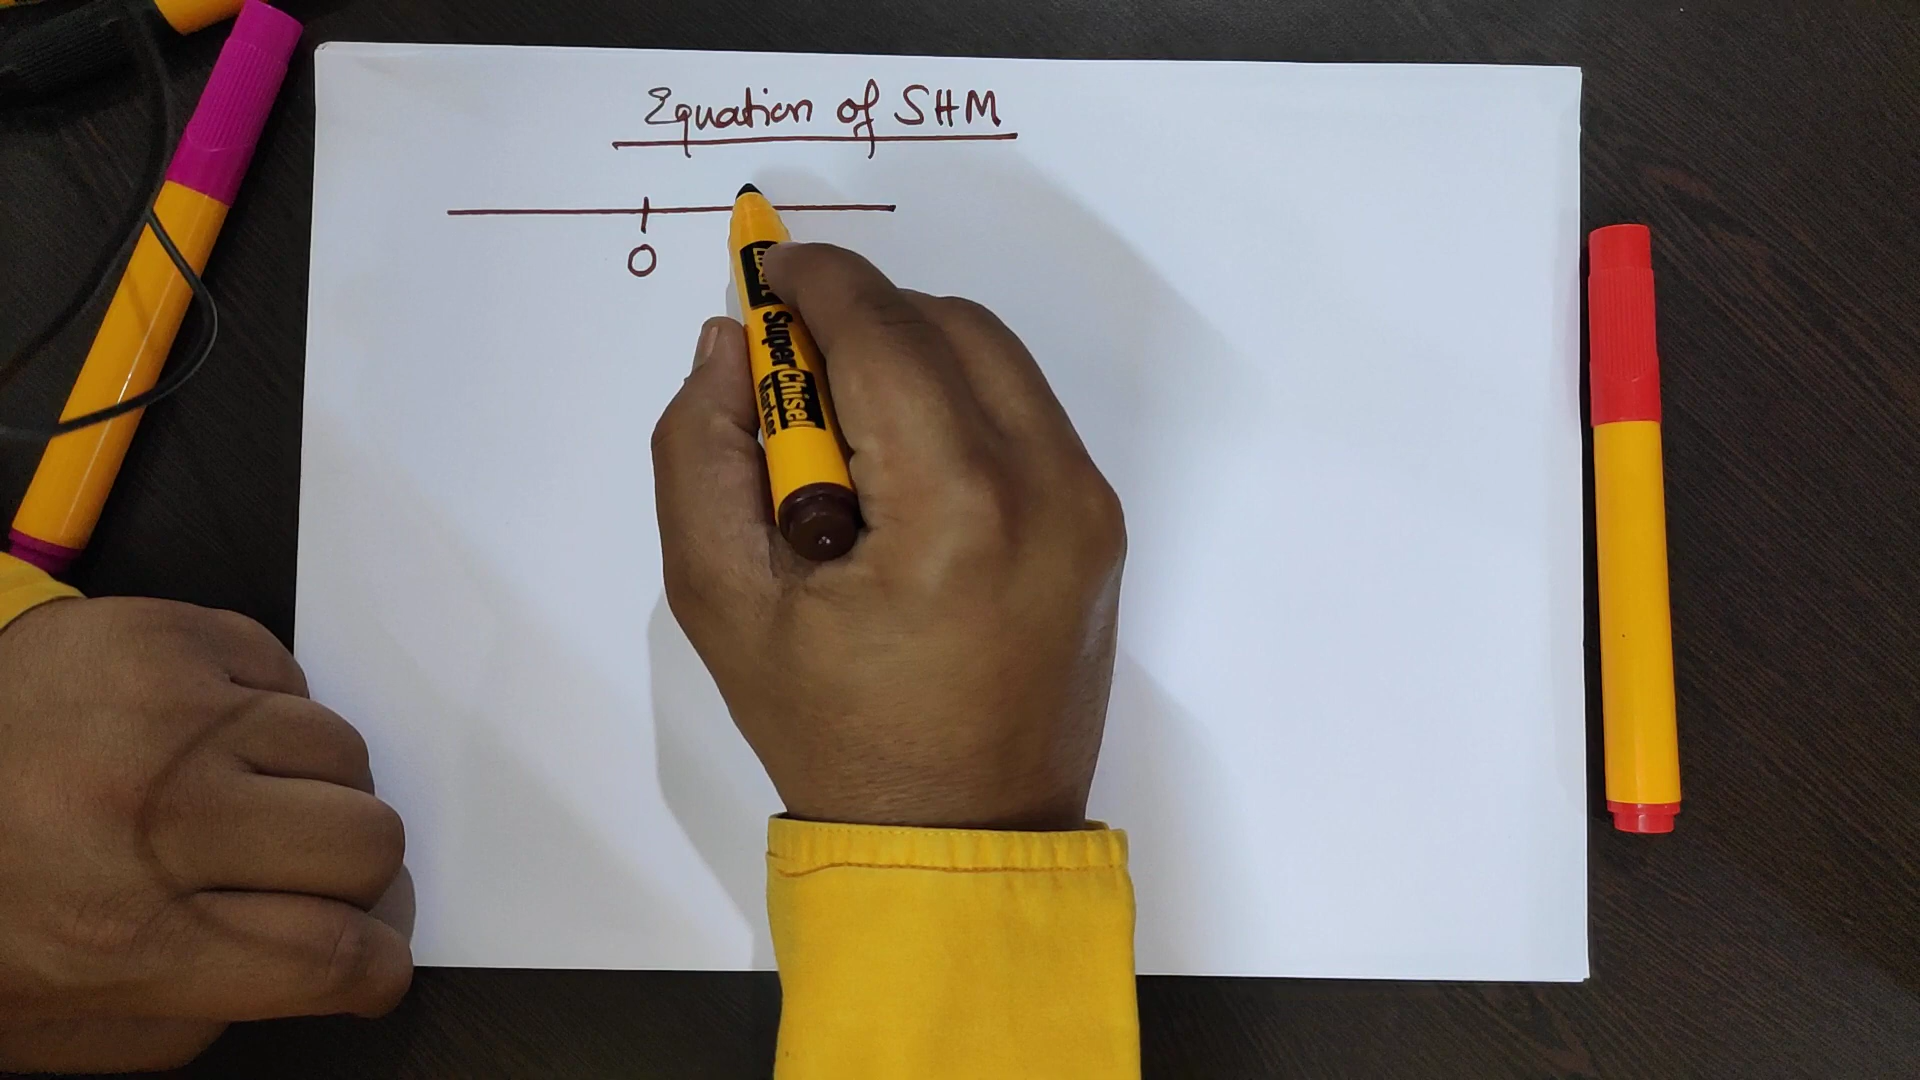 Equation of SHM
O
Super Chisel
Marker